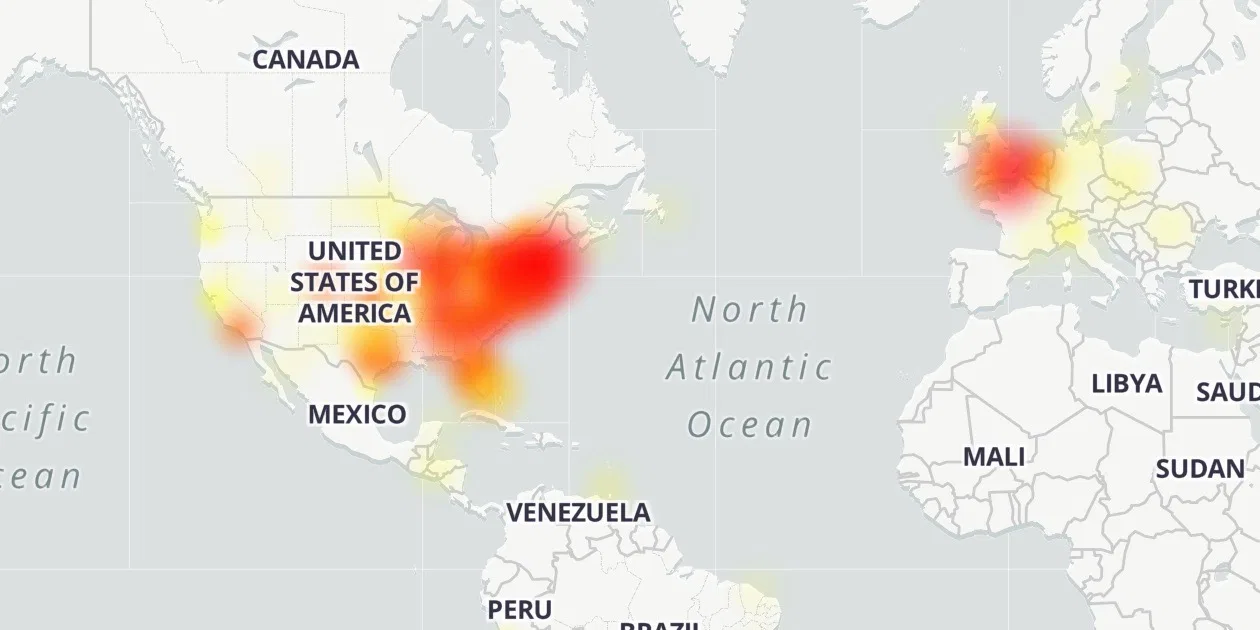 CANADA
UNITED
STATES OF
AMERICA
MEXICO
orth
cific
cean
North
Atlantic
Ocean
VENEZUELA
PERU
BRAZIL
LIBYA
MALI
SUDAN
TURKE
SAUD